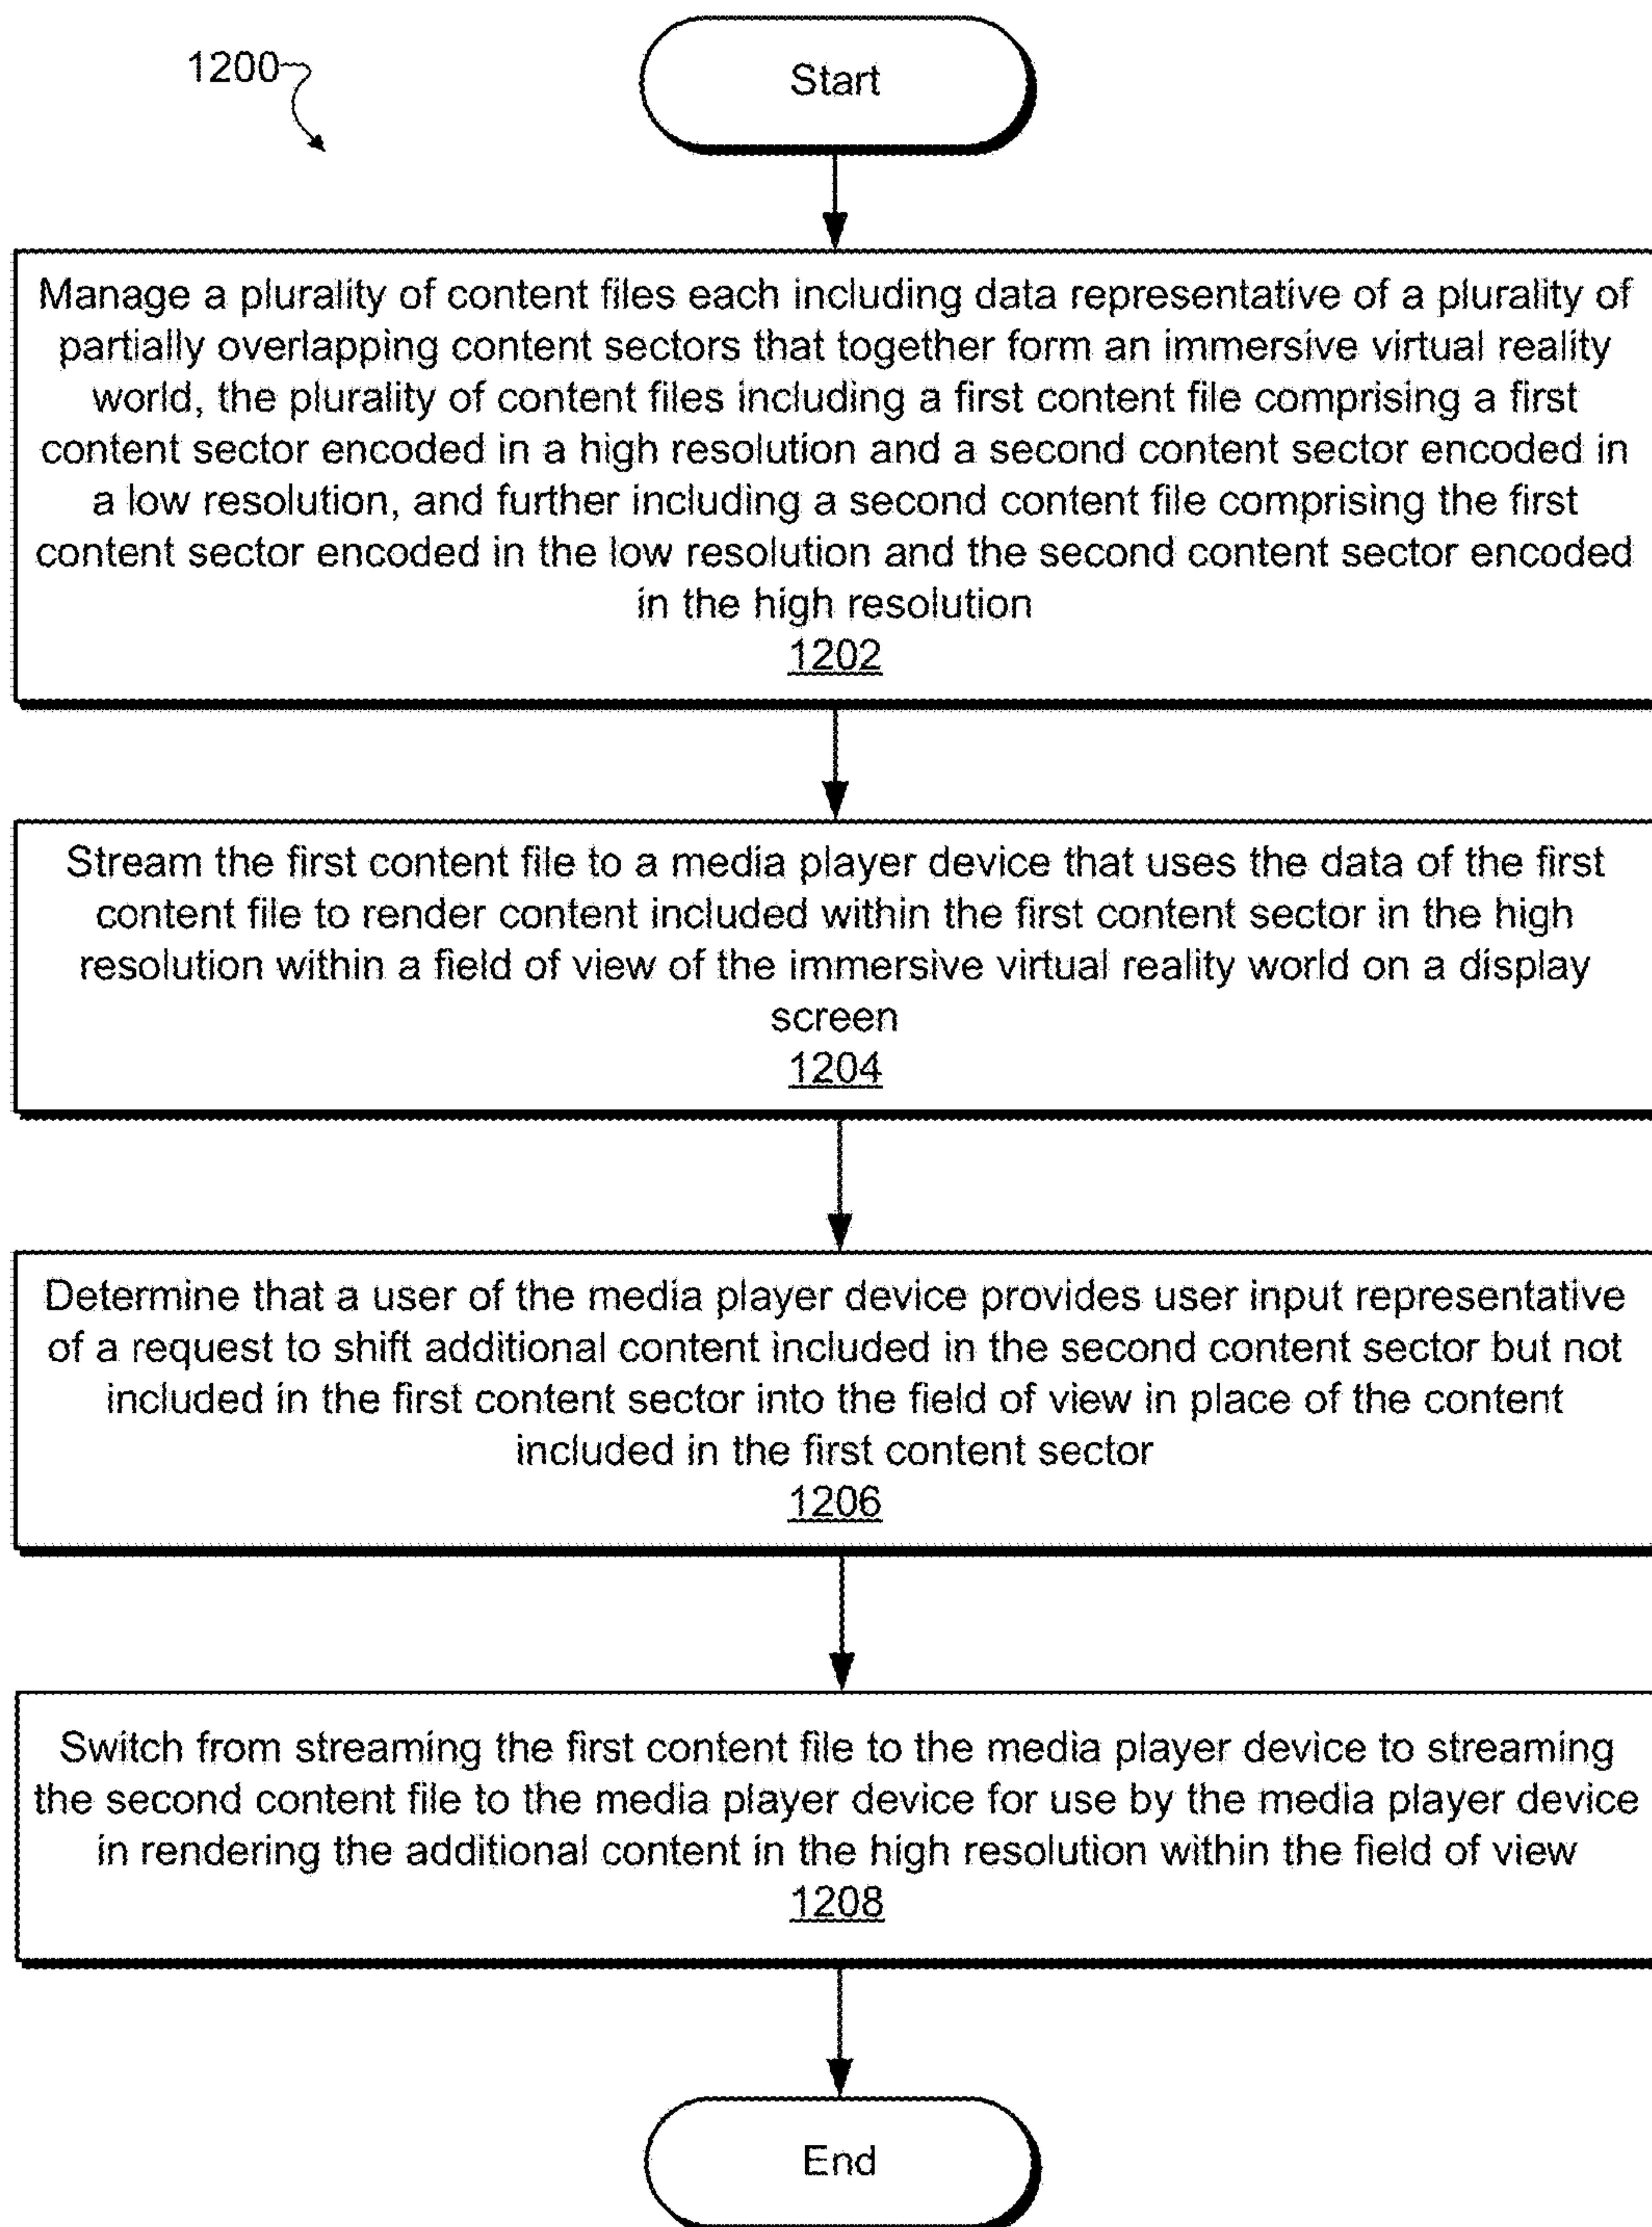 1200
Start
Manage a plurality of content files each including data representative of a plurality of
partially overlapping content sectors that together form an immersive virtual reality
world, the plurality of content files including a first content file comprising a first
content sector encoded in a high resolution and a second content sector encoded in
a low resolution, and further including a second content file comprising the first
content sector encoded in the low resolution and the second content sector encoded
in the high resolution
1202
Stream the first content file to a media player device that uses the data of the first
content file to render content included within the first content sector in the high
resolution within a field of view of the immersive virtual reality world on a display
screen
1204
Determine that a user of the media player device provides user input representative
of a request to shift additional content included in the second content sector but not
included in the first content sector into the field of view in place of the content
included in the first content sector
1206
Switch from streaming the first content file to the media player device to streaming
the second content file to the media player device for use by the media player device
in rendering the additional content in the high resolution within the field of view
1208
End